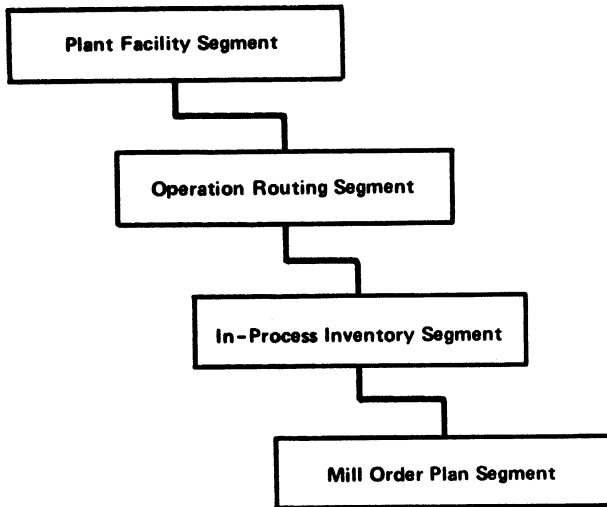 Plant Facility Segment
Operation Routing Segment
In-Process Inventory Segment
Mill Order Plan Segment